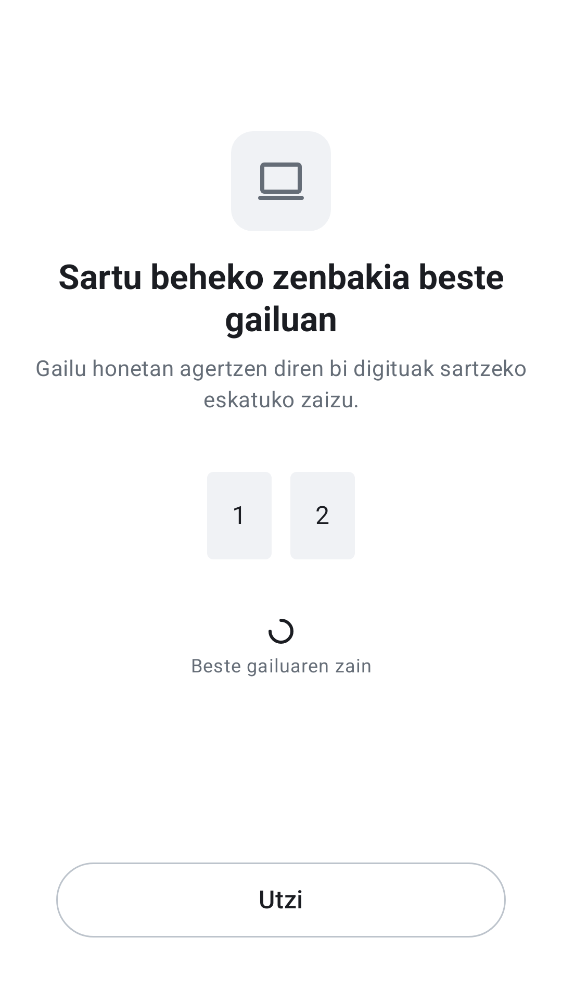 Sartu beheko zenbakia beste
gailuan
Gailu honetan agertzen diren bi digituak sartzeko
eskatuko zaizu.
1 2
Beste gailuaren zain
Utzi